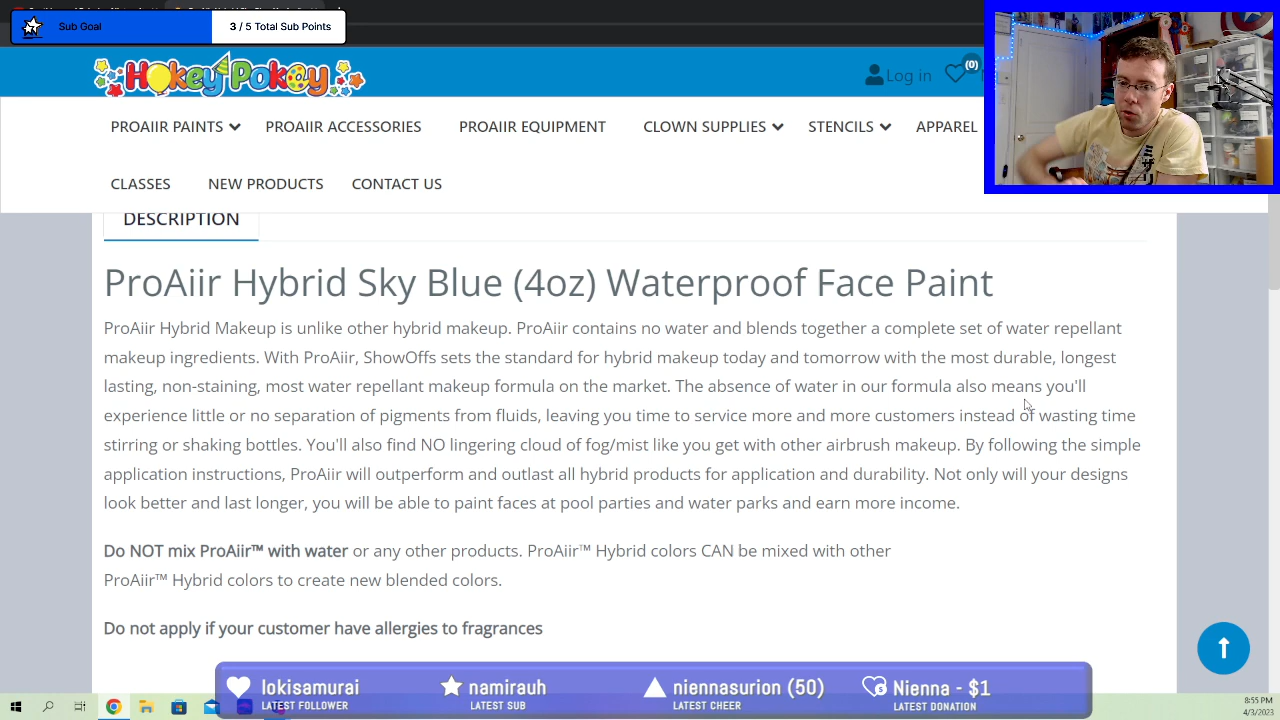 Sub Goal
3 / 5 Total Sub Points
Hokey Pokey
Log in
(0)
PROAIIR PAINTS PROAIIR ACCESSORIES PROAIIR EQUIPMENT CLOWN SUPPLIES STENCILS APPAREL
CLASSES NEW PRODUCTS CONTACT US
DESCRIPTION
ProAiir Hybrid Sky Blue (4oz) Waterproof Face Paint
ProAiir Hybrid Makeup is unlike other hybrid makeup. ProAiir contains no water and blends together a complete set of water repellant
makeup ingredients. With ProAiir, ShowOffs sets the standard for hybrid makeup today and tomorrow with the most durable, longest
lasting, non-staining, most water repellant makeup formula on the market. The absence of water in our formula also means you'll
experience little or no separation of pigments from fluids, leaving you time to service more and more customers instead of wasting time
stirring or shaking bottles. You'll also find NO lingering cloud of fog/mist like you get with other airbrush makeup. By following the simple
application instructions, ProAiir will outperform and outlast all hybrid products for application and durability. Not only will your designs
look better and last longer, you will be able to paint faces at pool parties and water parks and earn more income.
Do NOT mix ProAiir™ with water or any other products. ProAiir™ Hybrid colors CAN be mixed with other
ProAiir™ Hybrid colors to create new blended colors.
Do not apply if your customer have allergies to fragrances
lokisamurai namirauh niennasurion (50) Nienna - $1
LATEST FOLLOWER LATEST SUB LATEST CHEER LATEST DONATION
8:55 PM
4/3/2023